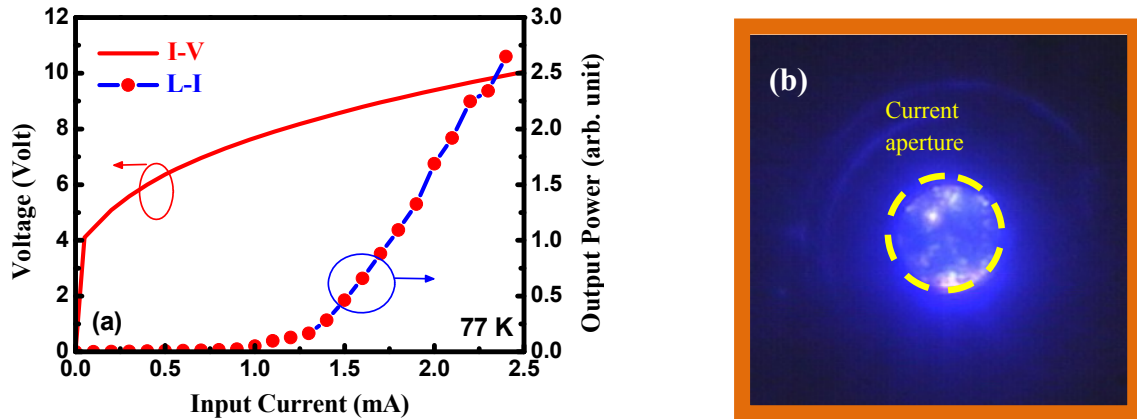 12
10
8
6
4
2
0
Voltage (Volt)
I-V
L-I
(a)
77 K
3.0
2.5
2.0
1.5
1.0
0.5
0.0
Output Power (arb. unit)
0.0 0.5 1.0 1.5 2.0 2.5
Input Current (mA)
(b)
Current
aperture